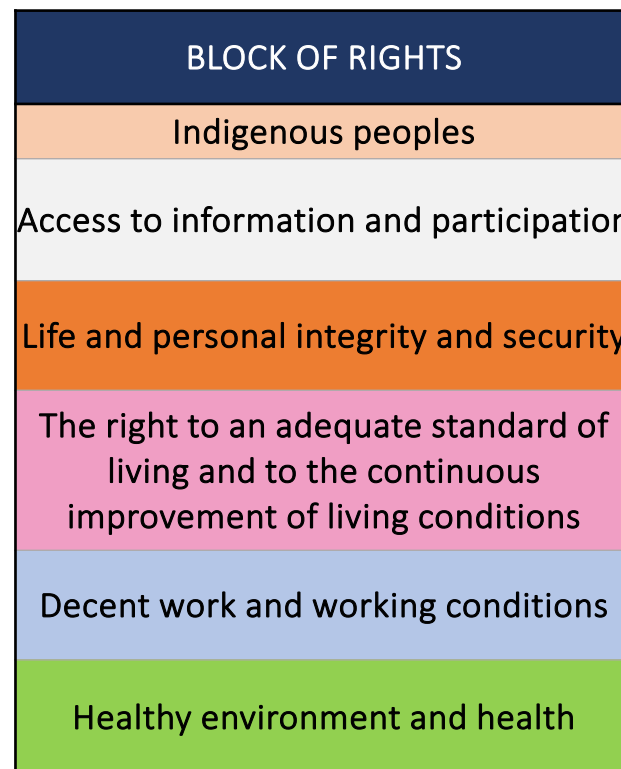 BLOCK OF RIGHTS
Indigenous peoples
Access to information and participation
Life and personal integrity and security
The right to an adequate standard of
living and to the continuous
improvement of living conditions
Decent work and working conditions
Healthy environment and health